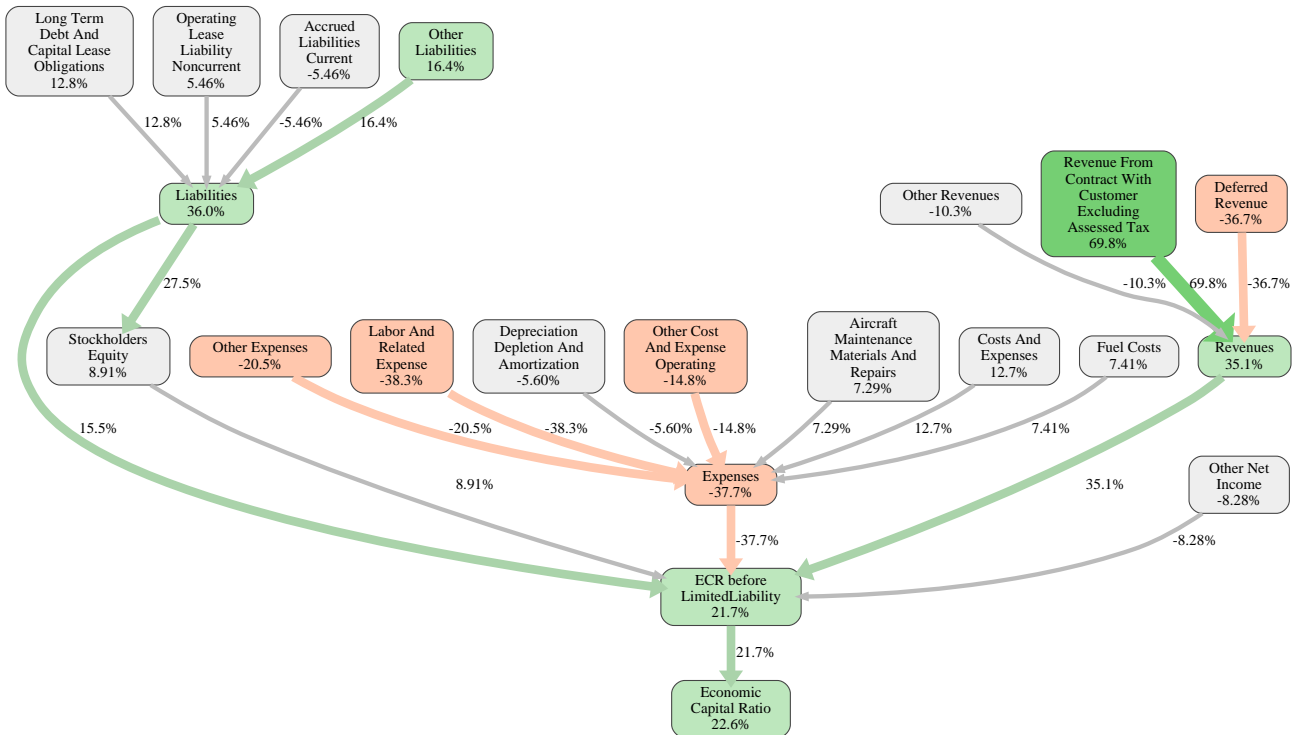 Long Term
Debt And
Capital Lease
Obligations
12.8%
Operating
Lease
Liability
Noncurrent
5.46%
Accrued
Liabilities
Current
-5.46%
Other
Liabilities
16.4%
12.8%
5.46%
-5.46%
16.4%
Liabilities
36.0%
Other Revenues
-10.3%
Revenue From
Contract With
Customer
Excluding
Assessed Tax
69.8%
Deferred
Revenue
-36.7%
27.5%
-10.3%
69.8%
-36.7%
Stockholders
Equity
8.91%
Other Expenses
-20.5%
Labor And
Related
Expense
-38.3%
Depreciation
Depletion And
Amortization
-5.60%
Other Cost
And Expense
Operating
-14.8%
Aircraft
Maintenance
Materials And
Repairs
7.29%
Costs And
Expenses
12.7%
Fuel Costs
7.41%
Revenues
35.1%
15.5%
-20.5%
-38.3%
-5.60%
-14.8%
7.29%
12.7%
7.41%
8.91%
Expenses
-37.7%
35.1%
Other Net
Income
-8.28%
-37.7%
-8.28%
ECR before
LimitedLiability
21.7%
21.7%
Economic
Capital Ratio
22.6%